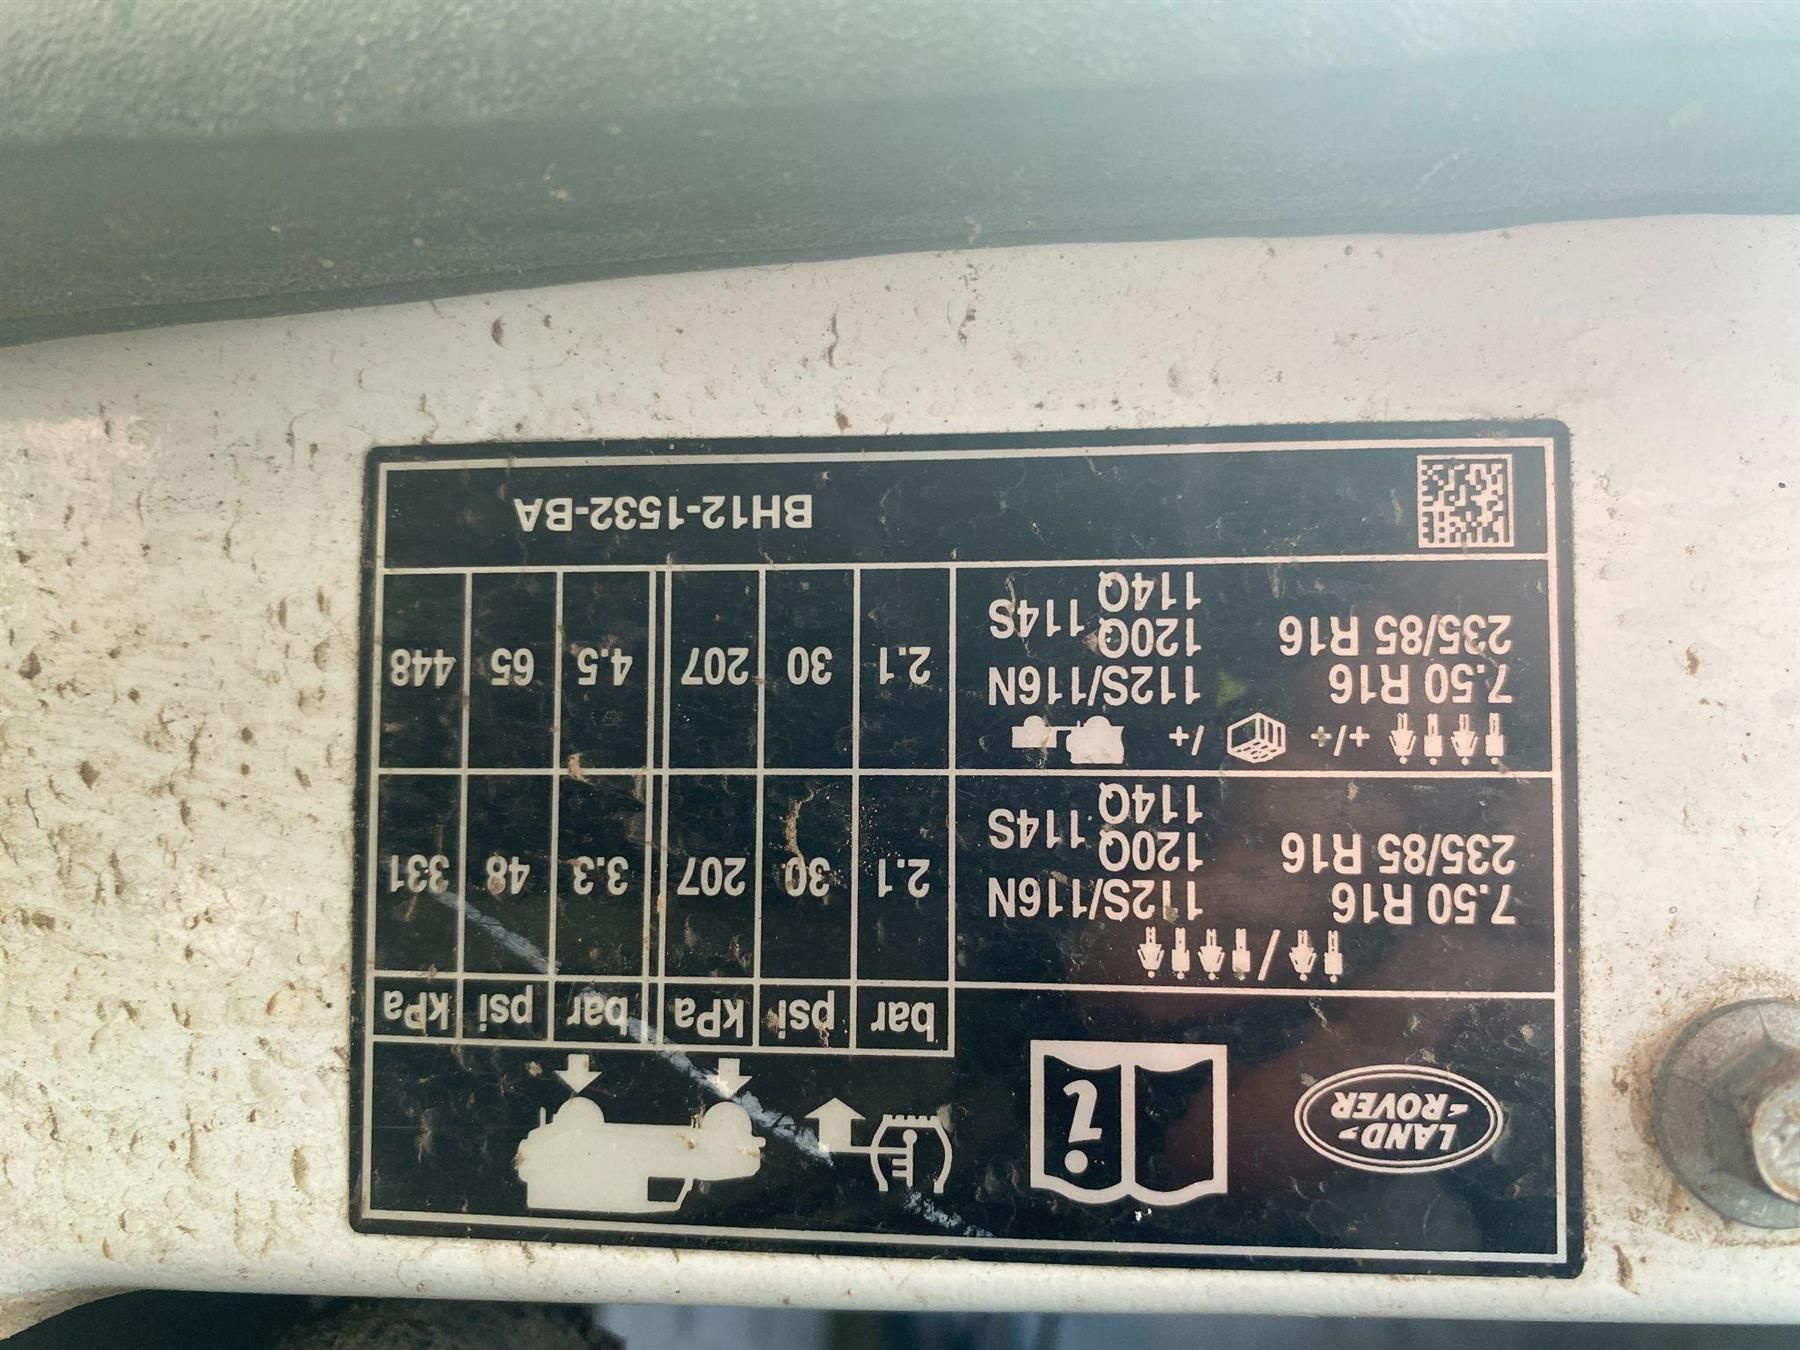 LAND-
ROVER
i
bar psi kPa bar psi kPa
/
7.50 R16 112S/116N
235/85 R16 120Q 114S
114Q
2.1 30 207 3.3 48 331
+/+ /+
7.50 R16 112S/116N
235/85 R16 120Q 114S
114Q
2.1 30 207 4.5 65 448
BH12-1532-BA